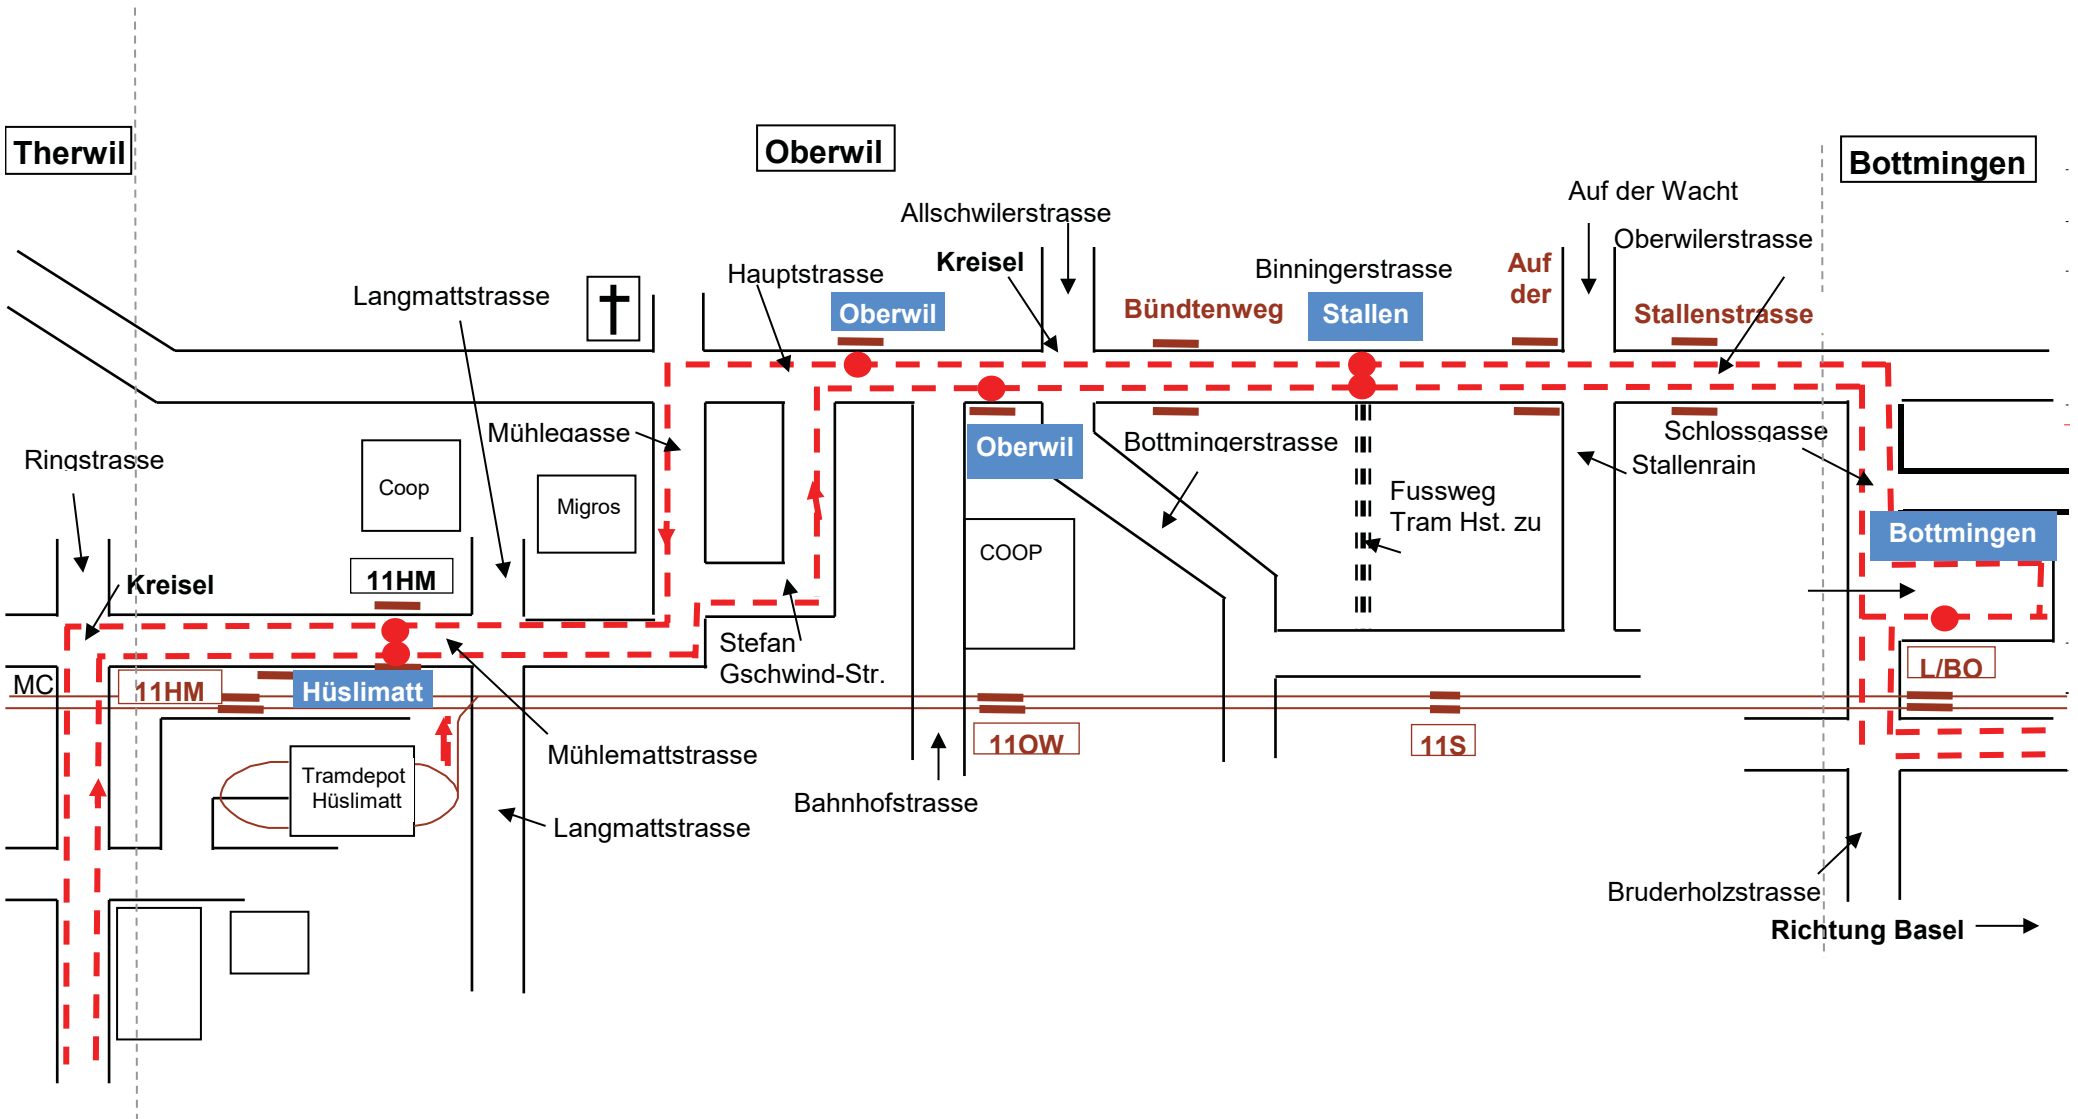 Therwil
Oberwil
Bottmingen
Auf der Wacht
Allschwilerstrasse
Oberwilerstrasse
Kreisel
Binningerstrasse
Auf
der
Hauptstrasse
Langmattstrasse
Oberwil
Bündtenweg
Stallen
Stallenstrasse
Mühlegasse
Oberwil
Bottmingerstrasse
Schlossgasse
Stallenrain
Ringstrasse
Coop
Migros
Fussweg
Tram Hst. zu
COOP
Bottmingen
Kreisel
11HM
Stefan
Gschwind-Str.
L/BO
MC
11HM
Hüslimatt
11OW
11S
Mühlemattstrasse
Tramdepot
Hüslimatt
Bahnhofstrasse
Langmattstrasse
Bruderholzstrasse
Richtung Basel